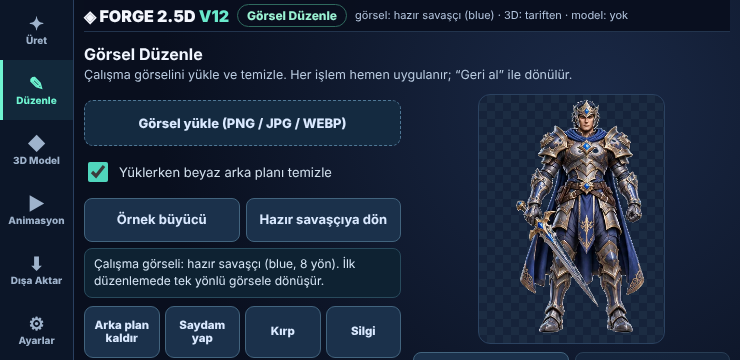 ◈ FORGE 2.5D V12
Görsel Düzenle
görsel: hazır savaşçı (blue) · 3D: tariften · model: yok
Üret
Düzenle
3D Model
Animasyon
Dışa Aktar
Ayarlar
Görsel Düzenle
Çalışma görselini yükle ve temizle. Her işlem hemen uygulanır; “Geri al” ile dönülür.
Görsel yükle (PNG / JPG / WEBP)
Yüklerken beyaz arka planı temizle
Örnek büyücü
Hazır savaşçıya dön
Çalışma görseli: hazır savaşçı (blue, 8 yön). İlk
düzenlemede tek yönlü görsele dönüşür.
Arka plan
kaldır
Saydam
yap
Kırp
Silgi